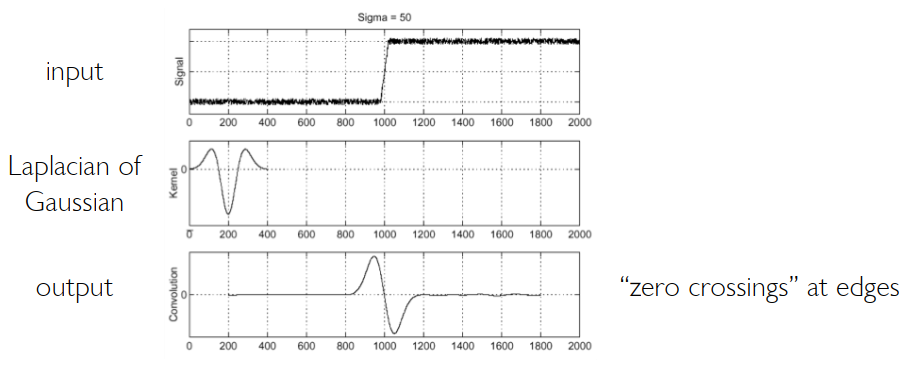 Sigma = 50
input
Signal
0 200 400 600 800 1000 1200 1400 1600 1800 2000
Laplacian of
Gaussian
Kernel
0
0 200 400 600 800 1000 1200 1400 1600 1800 2000
output
Convolution
0
“zero crossings” at edges
0 200 400 600 800 1000 1200 1400 1600 1800 2000